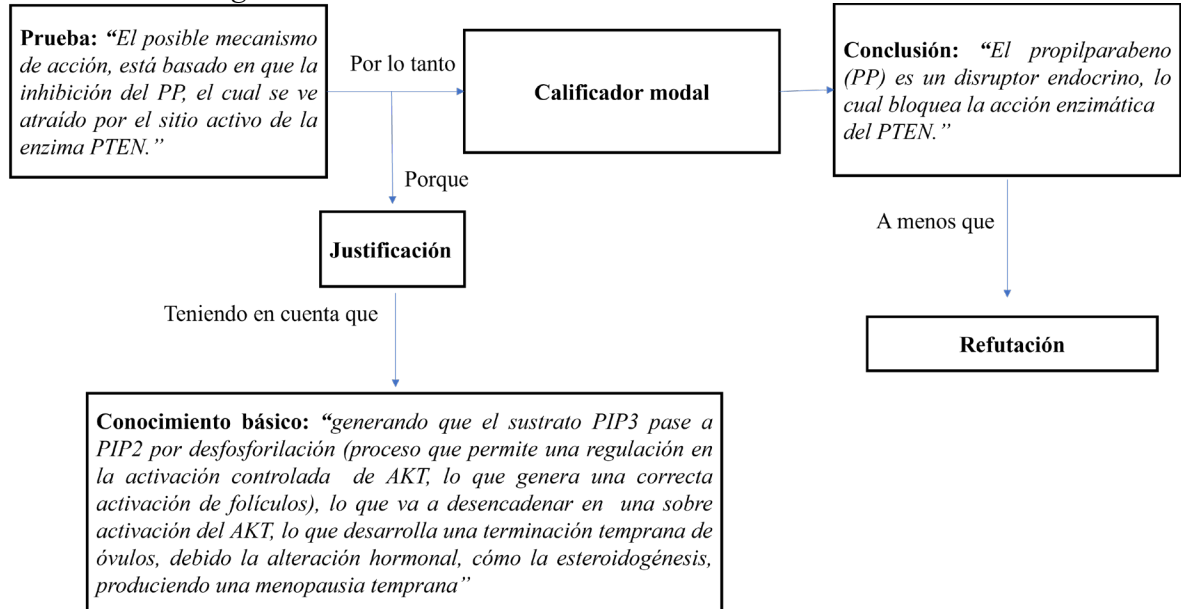 Prueba: “El posible mecanismo
de acción, está basado en que la
inhibición del PP, el cual se ve
atraído por el sitio activo de la
enzima PTEN.”
Por lo tanto
Calificador modal
Conclusión: “El propilparabeno
(PP) es un disruptor endocrino, lo
cual bloquea la acción enzimática
del PTEN.”
Porque
A menos que
Justificación
Teniendo en cuenta que
Refutación
Conocimiento básico: “generando que el sustrato PIP3 pase a
PIP2 por desfosforilación (proceso que permite una regulación en
la activación controlada de AKT, lo que genera una correcta
activación de folículos), lo que va a desencadenar en una sobre
activación del AKT, lo que desarrolla una terminación temprana de
óvulos, debido la alteración hormonal, cómo la esteroidogénesis,
produciendo una menopausia temprana”